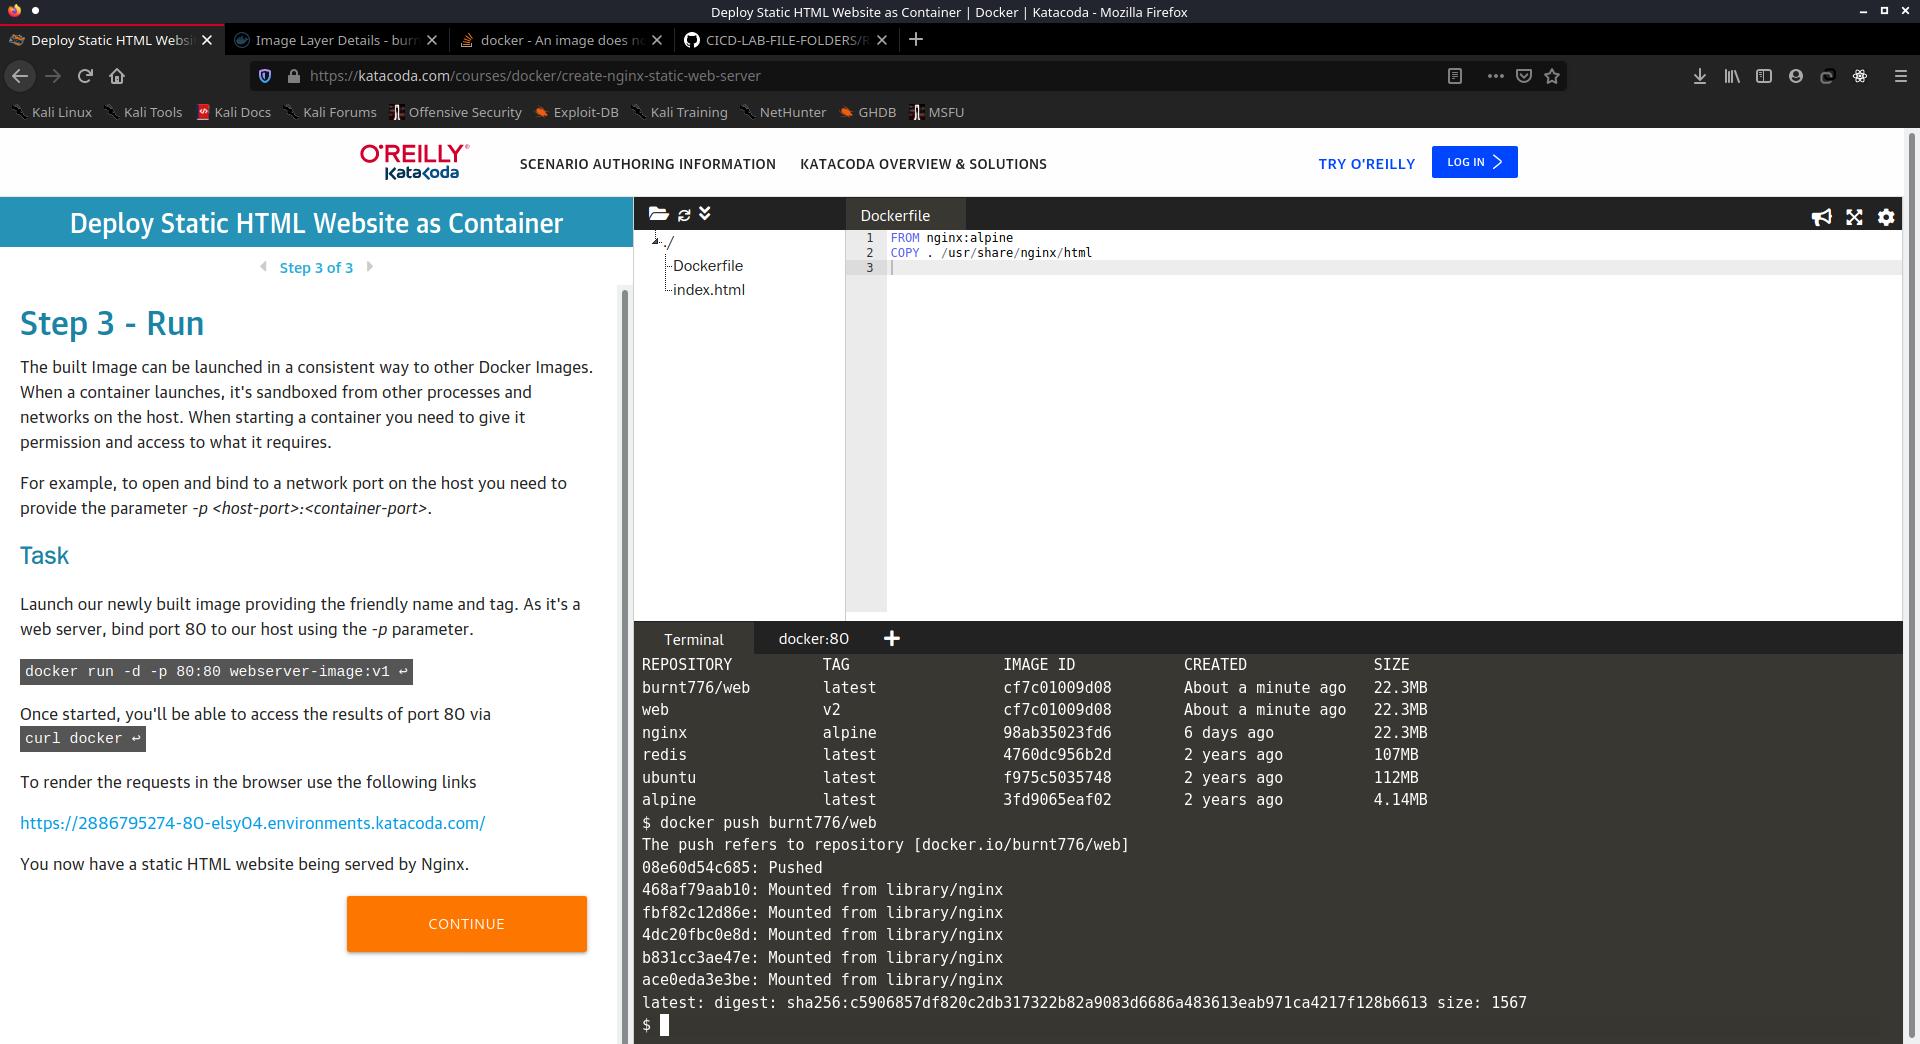 Deploy Static HTML Website as Container | Docker | Katacoda - Mozilla Firefox
Deploy Static HTML Websi
Image Layer Details - bur
docker - An image does n
CICD-LAB-FILE-FOLDERS/R
https://katacoda.com/courses/docker/create-nginx-static-web-server
Kali Linux
Kali Tools
Kali Docs
Kali Forums
Offensive Security
Exploit-DB
Kali Training
NetHunter
GHDB
MSFU
O'REILLY
Katacoda
SCENARIO AUTHORING INFORMATION
KATACODA OVERVIEW & SOLUTIONS
TRY O'REILLY
LOG IN
Deploy Static HTML Website as Container
Step 3 of 3
Step 3 - Run
The built Image can be launched in a consistent way to other Docker Images.
When a container launches, it's sandboxed from other processes and
networks on the host. When starting a container you need to give it
permission and access to what it requires.
For example, to open and bind to a network port on the host you need to
provide the parameter -p <host-port>:<container-port>.
Task
Launch our newly built image providing the friendly name and tag. As it's a
web server, bind port 80 to our host using the -p parameter.
docker run -d -p 80:80 webserver-image:v1 ↩
Once started, you'll be able to access the results of port 80 via
curl docker ↩
To render the requests in the browser use the following links
https://2886795274-80-elsy04.environments.katacoda.com/
You now have a static HTML website being served by Nginx.
CONTINUE
./
Dockerfile
index.html
Dockerfile
1 FROM nginx:alpine
2 COPY . /usr/share/nginx/html
3
Terminal
docker:80
REPOSITORY TAG IMAGE ID CREATED SIZE
burnt776/web latest cf7c01009d08 About a minute ago 22.3MB
web v2 cf7c01009d08 About a minute ago 22.3MB
nginx alpine 98ab35023fd6 6 days ago 22.3MB
redis latest 4760dc956b2d 2 years ago 107MB
ubuntu latest f975c5035748 2 years ago 112MB
alpine latest 3fd9065eaf02 2 years ago 4.14MB
$ docker push burnt776/web
The push refers to repository [docker.io/burnt776/web]
08e60d54c685: Pushed
468af79aab10: Mounted from library/nginx
fbf82c12d86e: Mounted from library/nginx
4dc20fbc0e8d: Mounted from library/nginx
b831cc3ae47e: Mounted from library/nginx
ace0eda3e3be: Mounted from library/nginx
latest: digest: sha256:c5906857df820c2db317322b82a9083d6686a483613eab971ca4217f128b6613 size: 1567
$